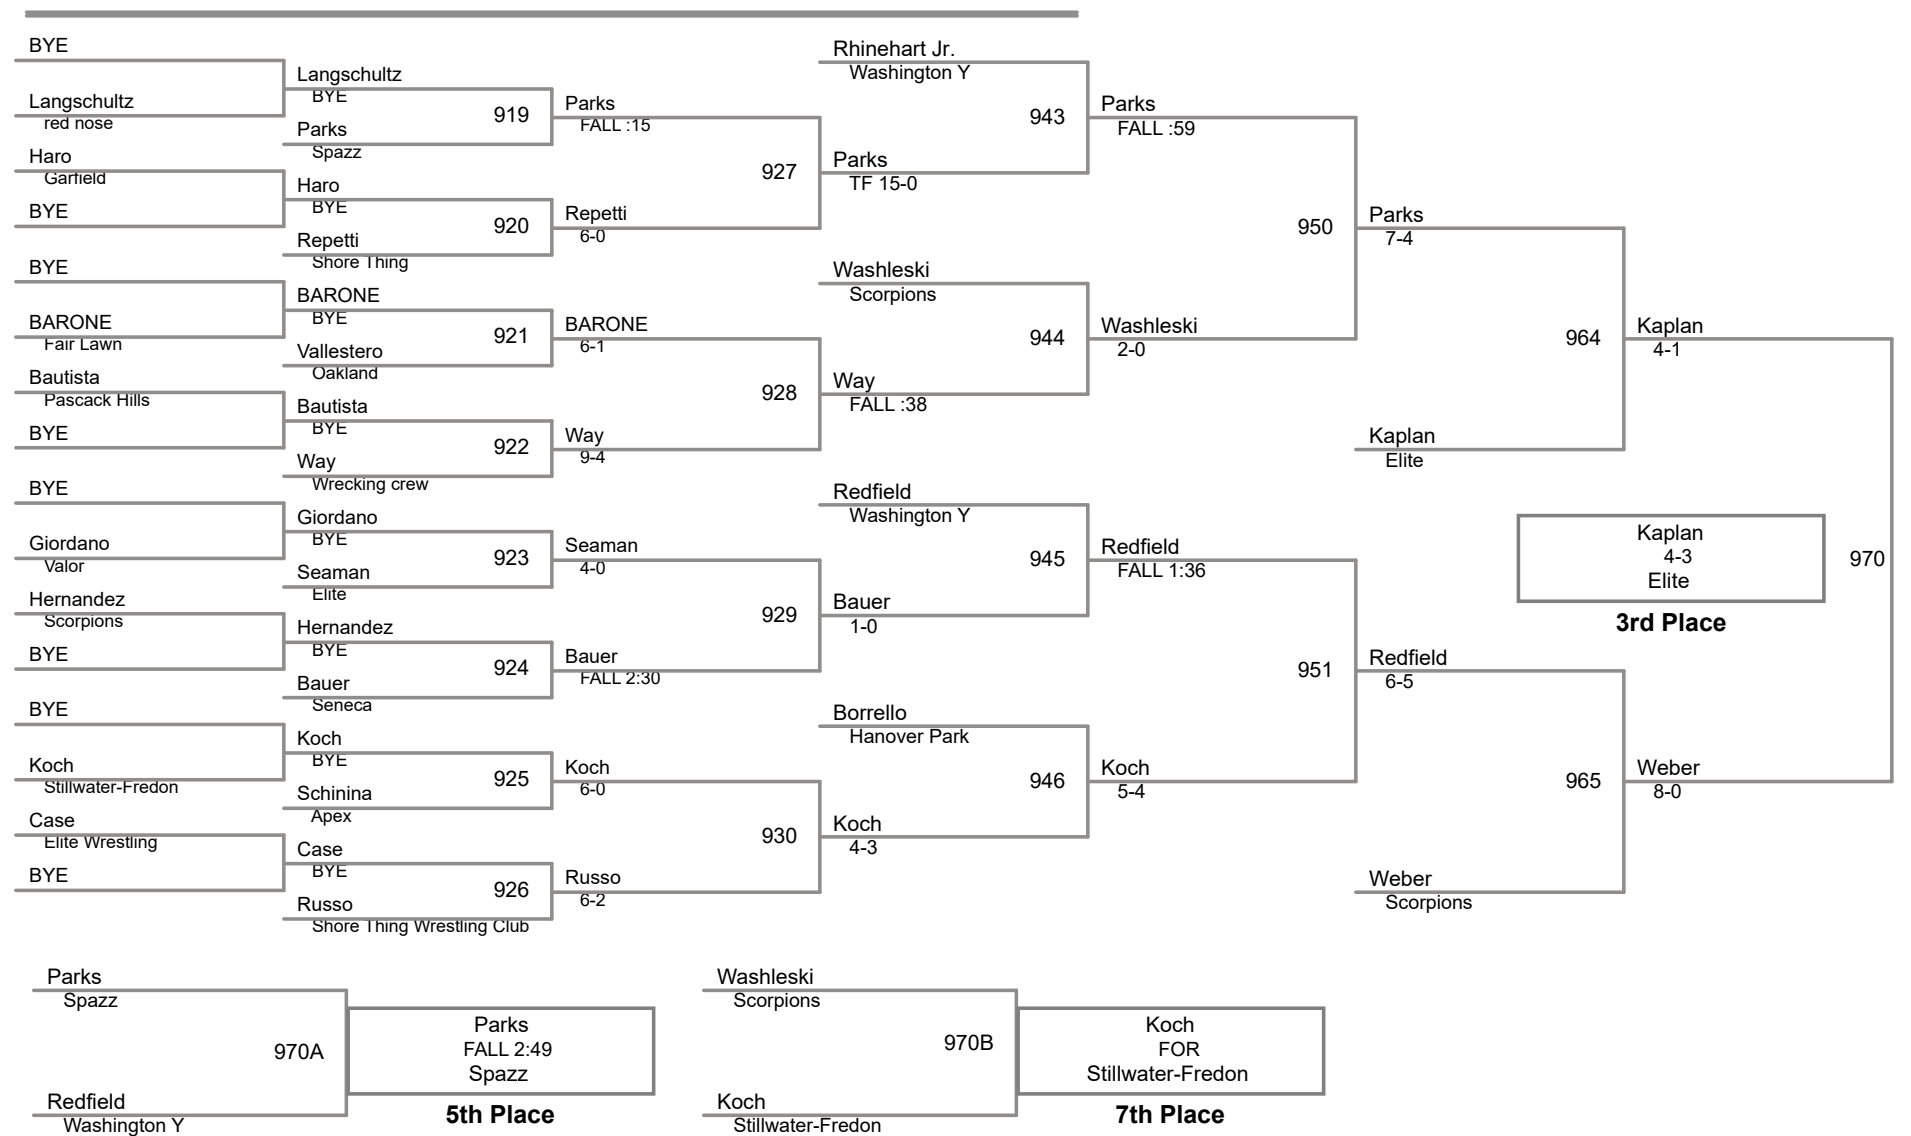 BYE
Langschultz
red nose
Haro
Garfield
BYE
BYE
BARONE
Fair Lawn
Bautista
Pascack Hills
BYE
BYE
Giordano
Valor
Hernandez
Scorpions
BYE
BYE
Koch
Stillwater-Fredon
Case
Elite Wrestling
BYE
Langschultz
BYE
919
Parks
Spazz
Haro
BYE
920
Repetti
Shore Thing
BARONE
BYE
921
Vallestero
Oakland
Bautista
BYE
922
Way
Wrecking crew
Giordano
BYE
923
Seaman
Elite
Hernandez
BYE
924
Bauer
Seneca
Koch
BYE
925
Schinina
Apex
Case
BYE
926
Russo
Shore Thing Wrestling Club
Parks
FALL :15
927
Repetti
6-0
BARONE
6-1
928
Way
9-4
Seaman
4-0
929
Bauer
FALL 2:30
Koch
6-0
930
Russo
6-2
Rhinehart Jr.
Washington Y
943
Parks
TF 15-0
Washleski
Scorpions
944
Way
FALL :38
Redfield
Washington Y
945
Bauer
1-0
Borrello
Hanover Park
946
Koch
4-3
Parks
FALL :59
950
Washleski
2-0
Redfield
FALL 1:36
951
Koch
5-4
Parks
7-4
964
Kaplan
Elite
Redfield
6-5
965
Weber
Scorpions
Kaplan
4-1
970
Weber
8-0
Kaplan
4-3
Elite
3rd Place
Parks
Spazz
970A
Redfield
Washington Y
Parks
FALL 2:49
Spazz
5th Place
Washleski
Scorpions
970B
Koch
Stillwater-Fredon
Koch
FOR
Stillwater-Fredon
7th Place